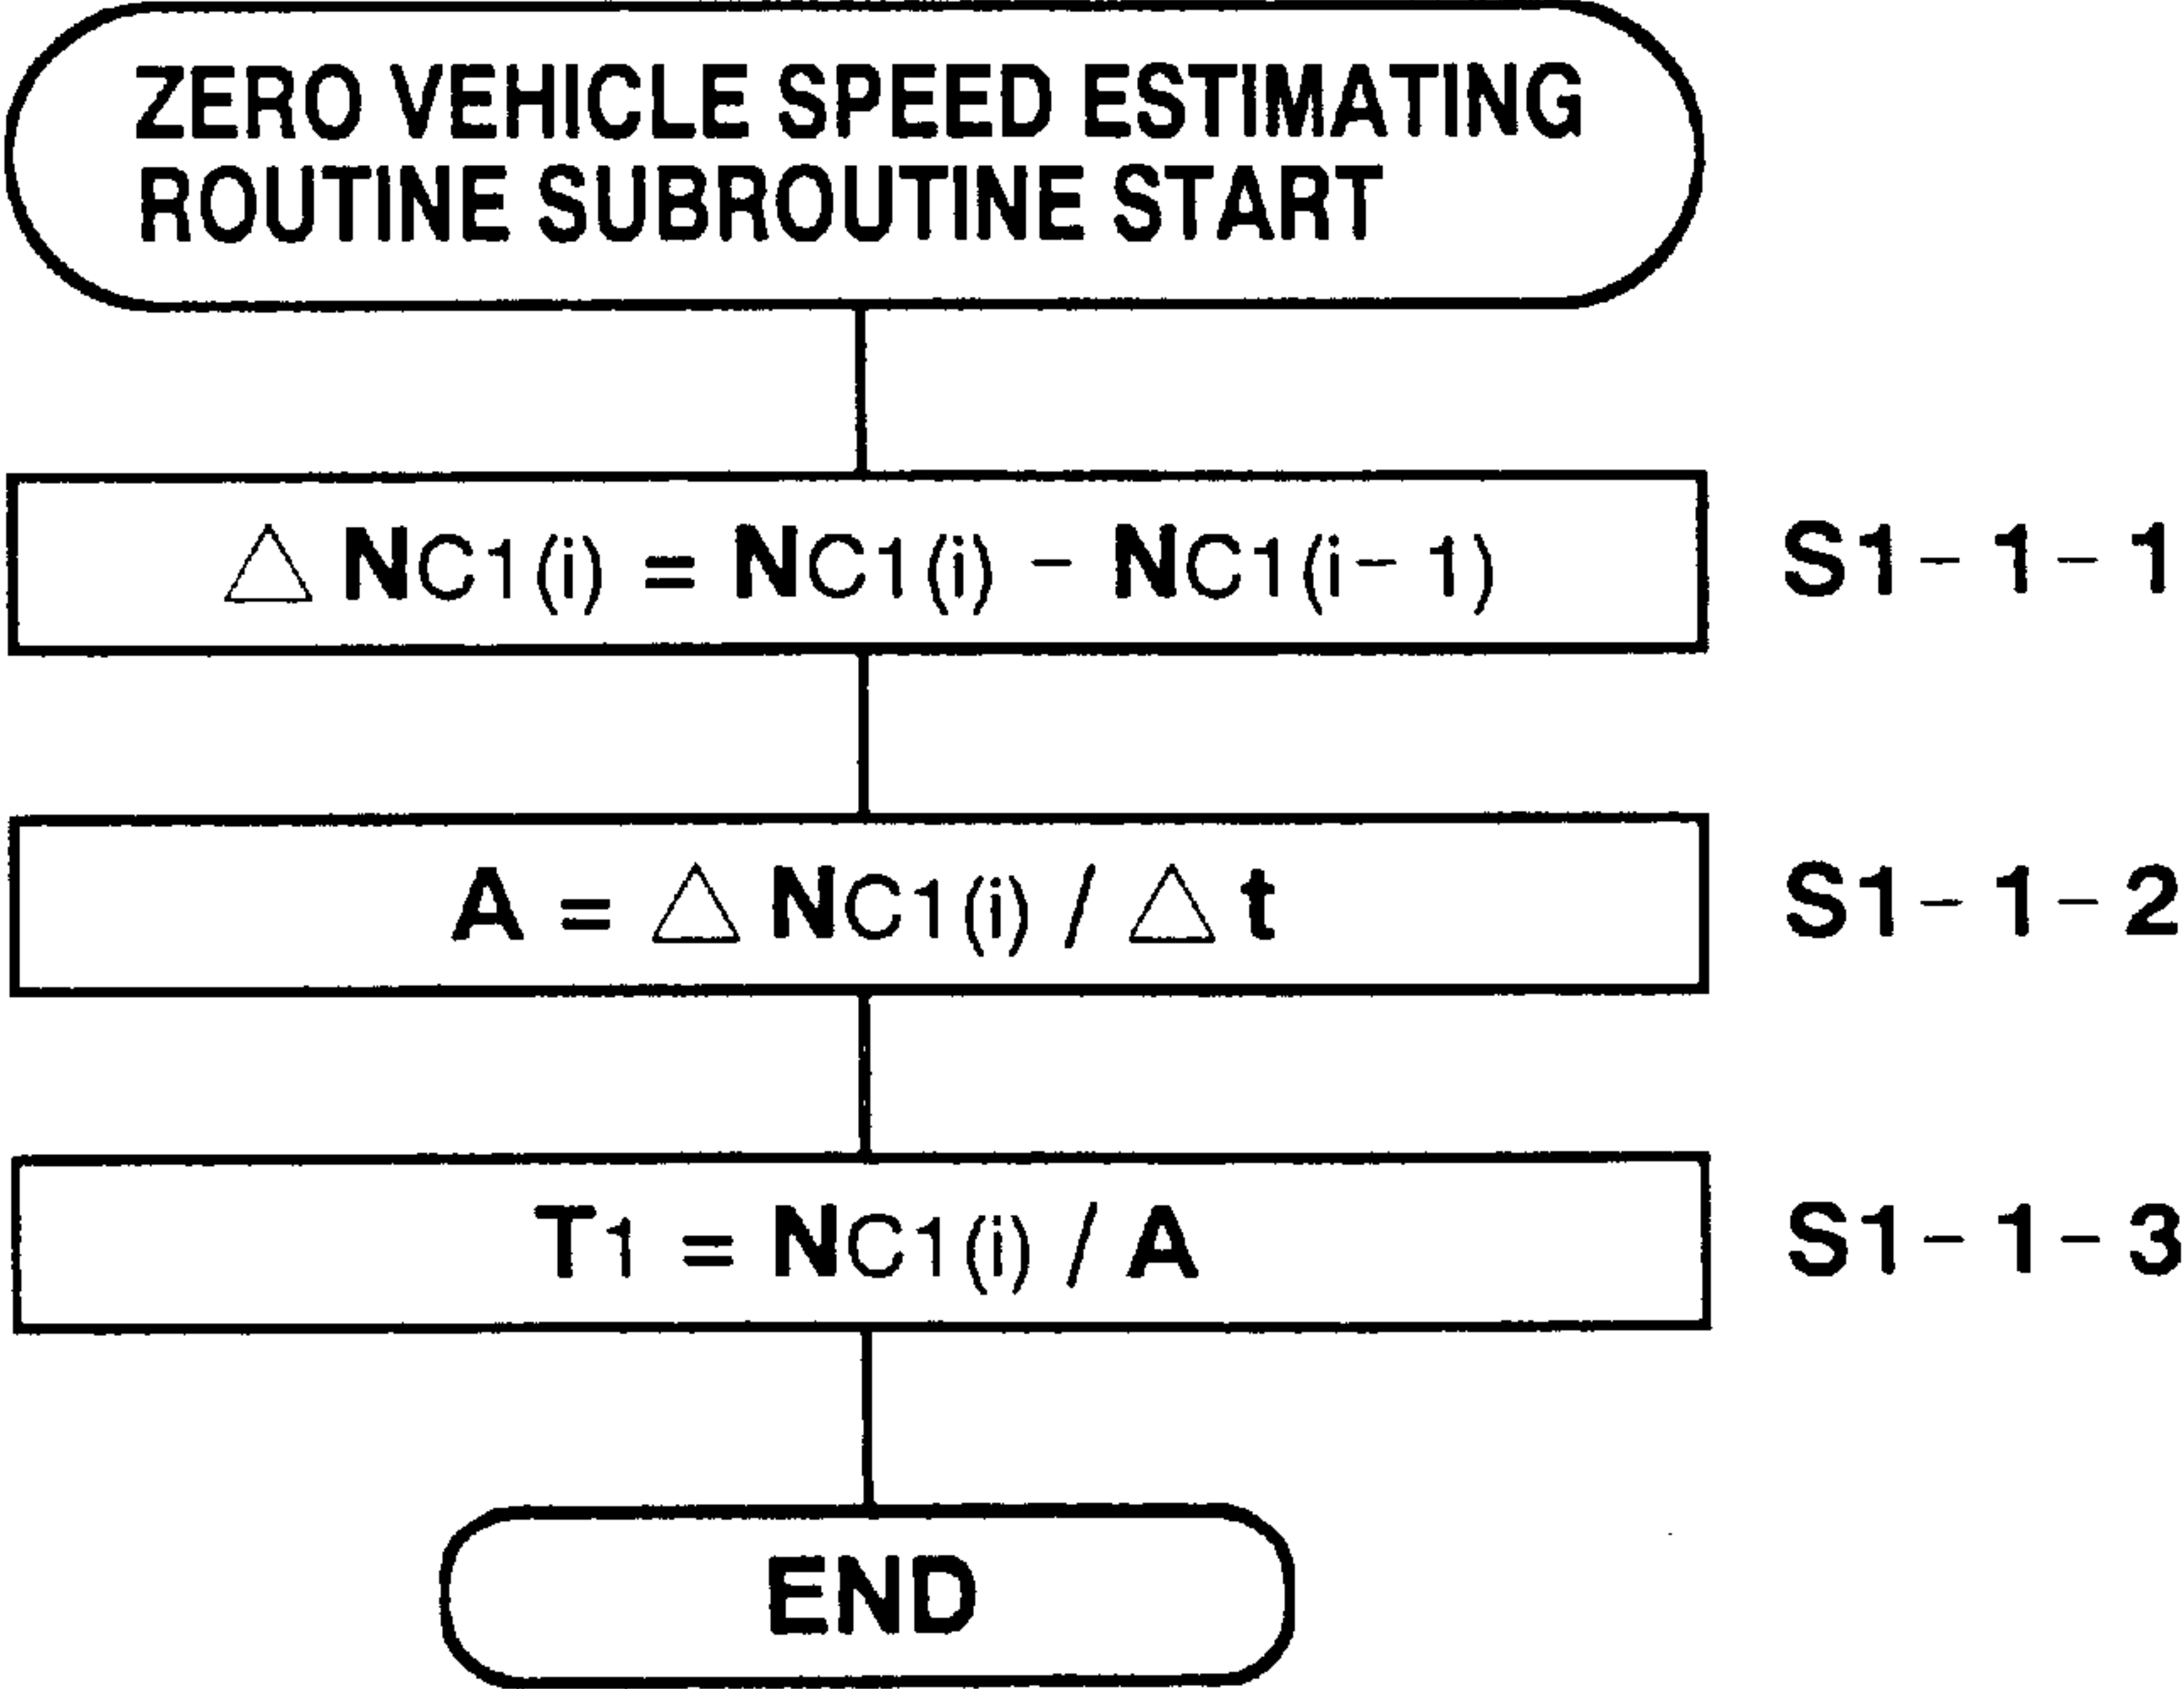 ZERO VEHICLE SPEED ESTIMATING
ROUTINE SUBROUTINE START
△ NC1(i) = NC1(i) - NC1(i-1) S1-1-1
A = △ NC1(i) / △ t S1-1-2
T1 = NC1(i) / A S1-1-3
END